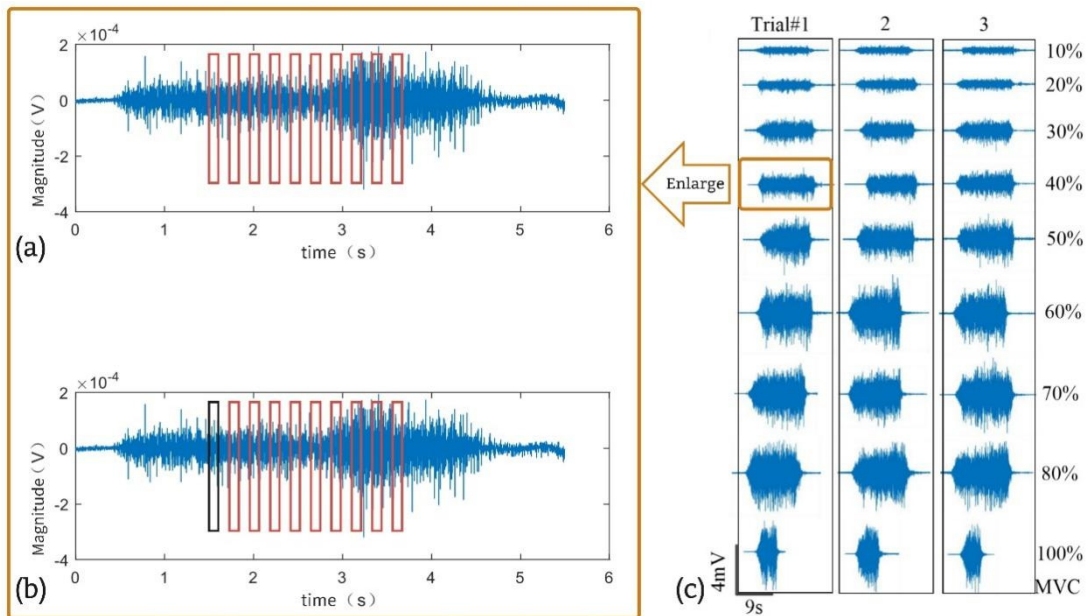 ×10⁻⁴
2
0
-2
-4
Magnitude（V）
0 1 2 3 4 5 6
time（s）
(a)
×10⁻⁴
2
0
-2
-4
Magnitude（V）
0 1 2 3 4 5 6
time（s）
(b)
Enlarge
Trial#1 2 3
10%
20%
30%
40%
50%
60%
70%
80%
100%
MVC
4mV
9s
(c)